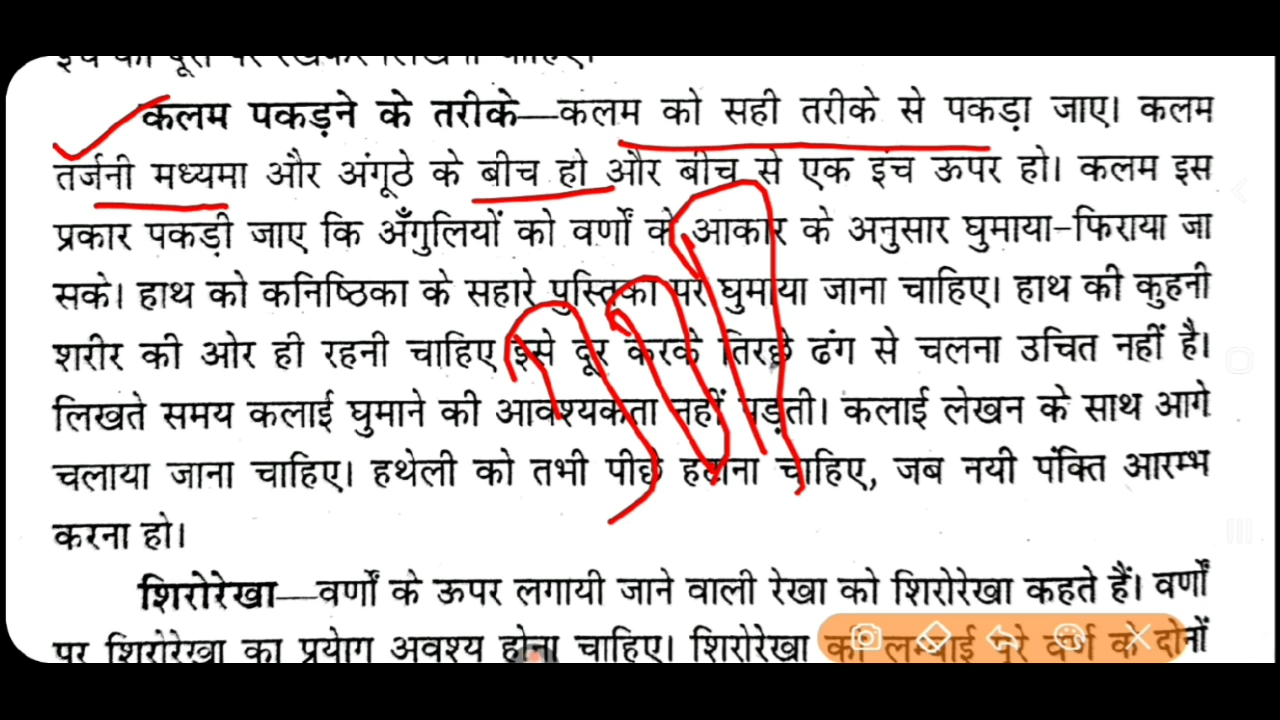 कलम पकड़ने के तरीके—कलम को सही तरीके से पकड़ा जाए। कलम
तर्जनी मध्यमा और अंगूठे के बीच हो और बीच से एक इंच ऊपर हो। कलम इस
प्रकार पकड़ी जाए कि अँगुलियों को वर्णों के आकार के अनुसार घुमाया-फिराया जा
सके। हाथ को कनिष्ठिका के सहारे पुस्तिका पर घुमाया जाना चाहिए। हाथ की कुहनी
शरीर की ओर ही रहनी चाहिए इसे दूर करके तिरछे ढंग से चलना उचित नहीं है।
लिखते समय कलाई घुमाने की आवश्यकता नहीं पड़ती। कलाई लेखन के साथ आगे
चलाया जाना चाहिए। हथेली को तभी पीछे हटाना चाहिए, जब नयी पंक्ति आरम्भ
करना हो।
शिरोरेखा—वर्णों के ऊपर लगायी जाने वाली रेखा को शिरोरेखा कहते हैं। वर्णों
पर शिरोरेखा का प्रयोग अवश्य होना चाहिए। शिरोरेखा की लम्बाई पूरे वर्ण के दोनों